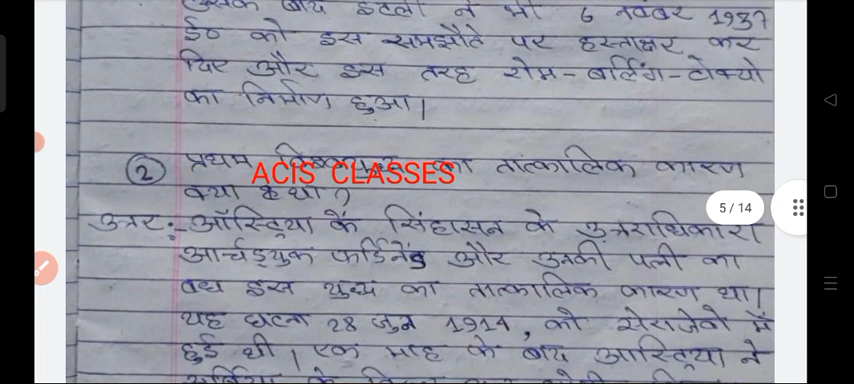 बाद इटली ने भी 6 नवंबर 1937
ई० को इस समझौते पर हस्ताक्षर कर
दिए और इस तरह रोम-बर्लिंग-टोक्यो
का निर्माण हुआ।
② प्रथम का तात्कालिक कारण
ACIS CLASSES
क्या था?
5/14
उत्तर:- ऑस्ट्रिया के सिंहासन के उत्तराधिकारी
आर्चड्युक फर्डिनेंड और उनकी पत्नी का
बध इस युध्य का तात्कालिक कारण था।
यह घटना 28 जुन 1914, को सेराजेवो में
हुई थी। एक माह के बाद आस्ट्रिया ने